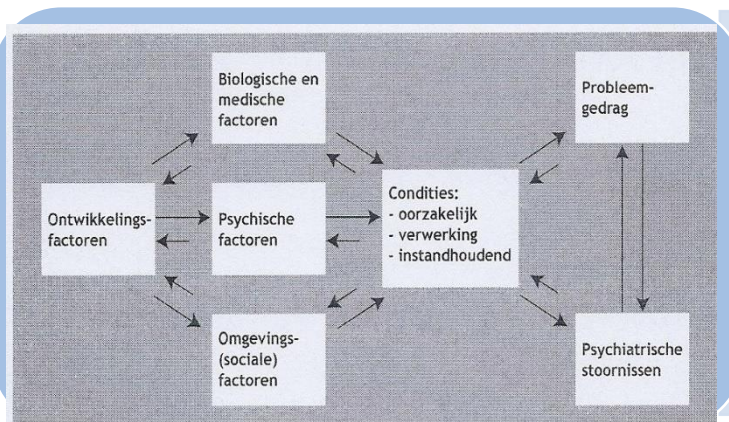 Biologische en
medische
factoren
Probleem-
gedrag
Ontwikkelings-
factoren
Psychische
factoren
Condities:
- oorzakelijk
- verwerking
- instandhoudend
Omgevings-
(sociale)
factoren
Psychiatrische
stoornissen